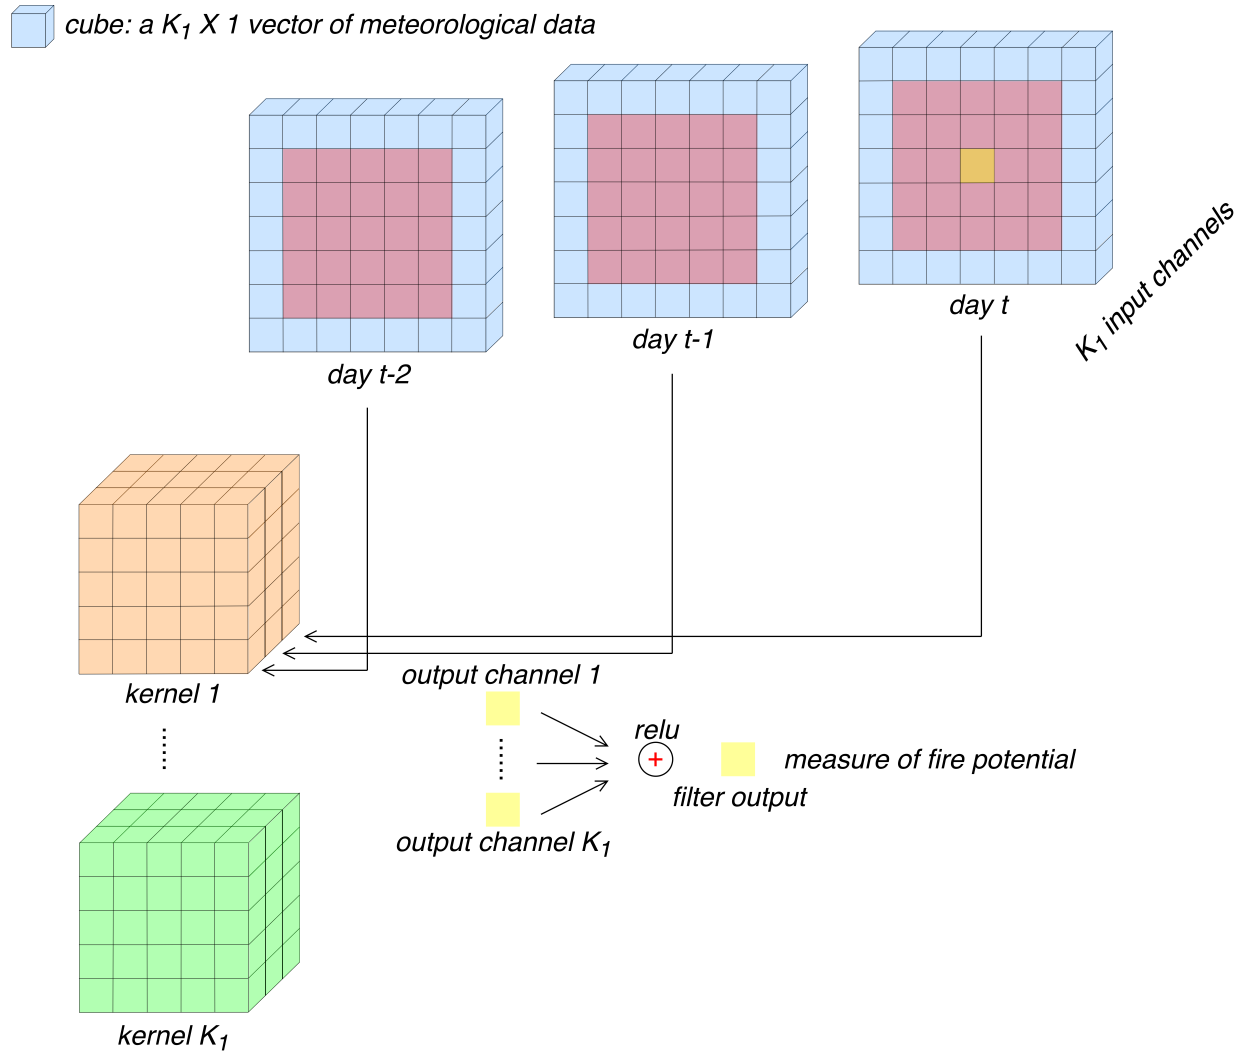 cube: a K₁ X 1 vector of meteorological data
day t-2
day t-1
day t
K₁ input channels
kernel 1
output channel 1
relu
+
measure of fire potential
filter output
output channel K₁
kernel K₁